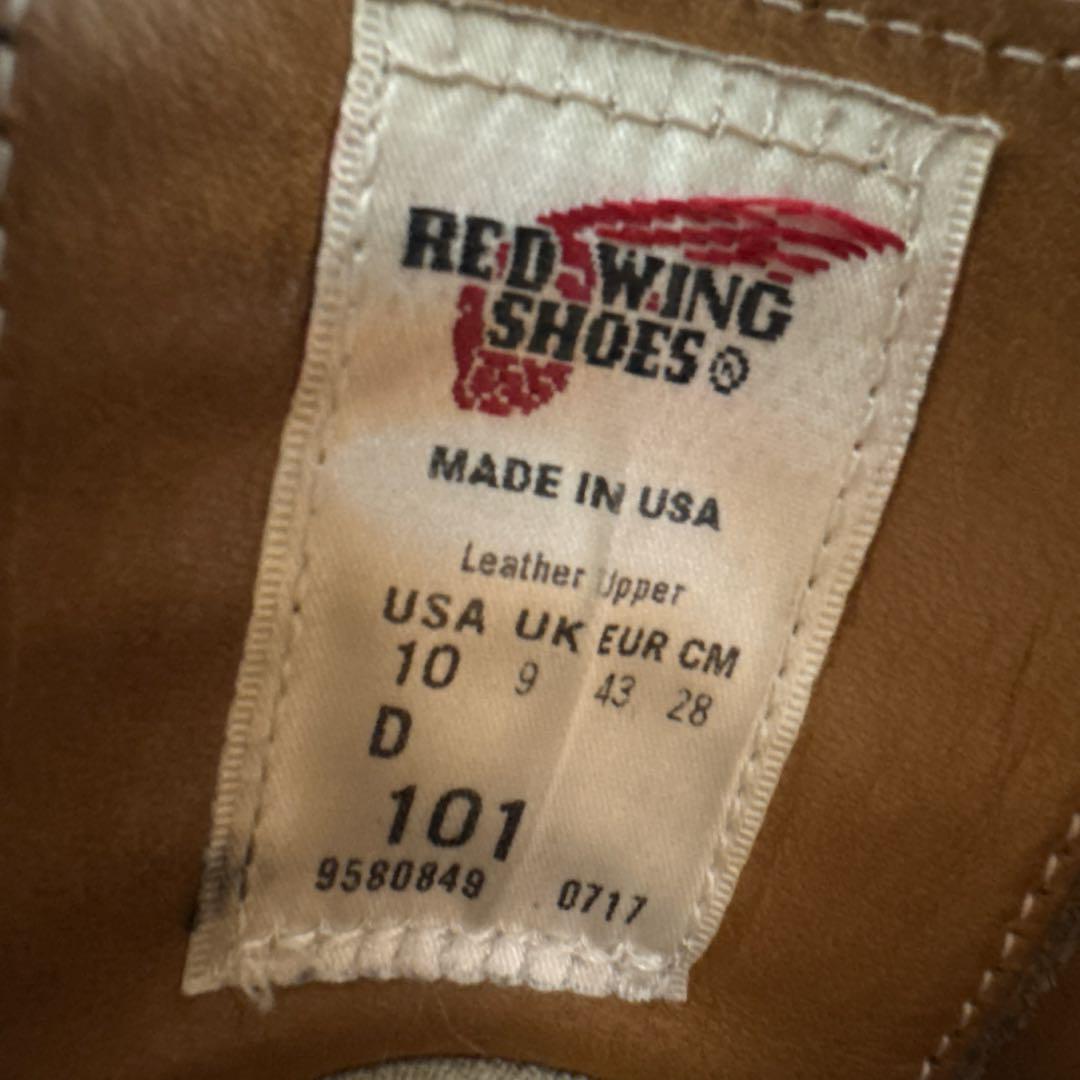 RED WING
SHOES®
MADE IN USA
Leather Upper
USA UK EUR CM
10 9 43 28
D
101
9580849 0717